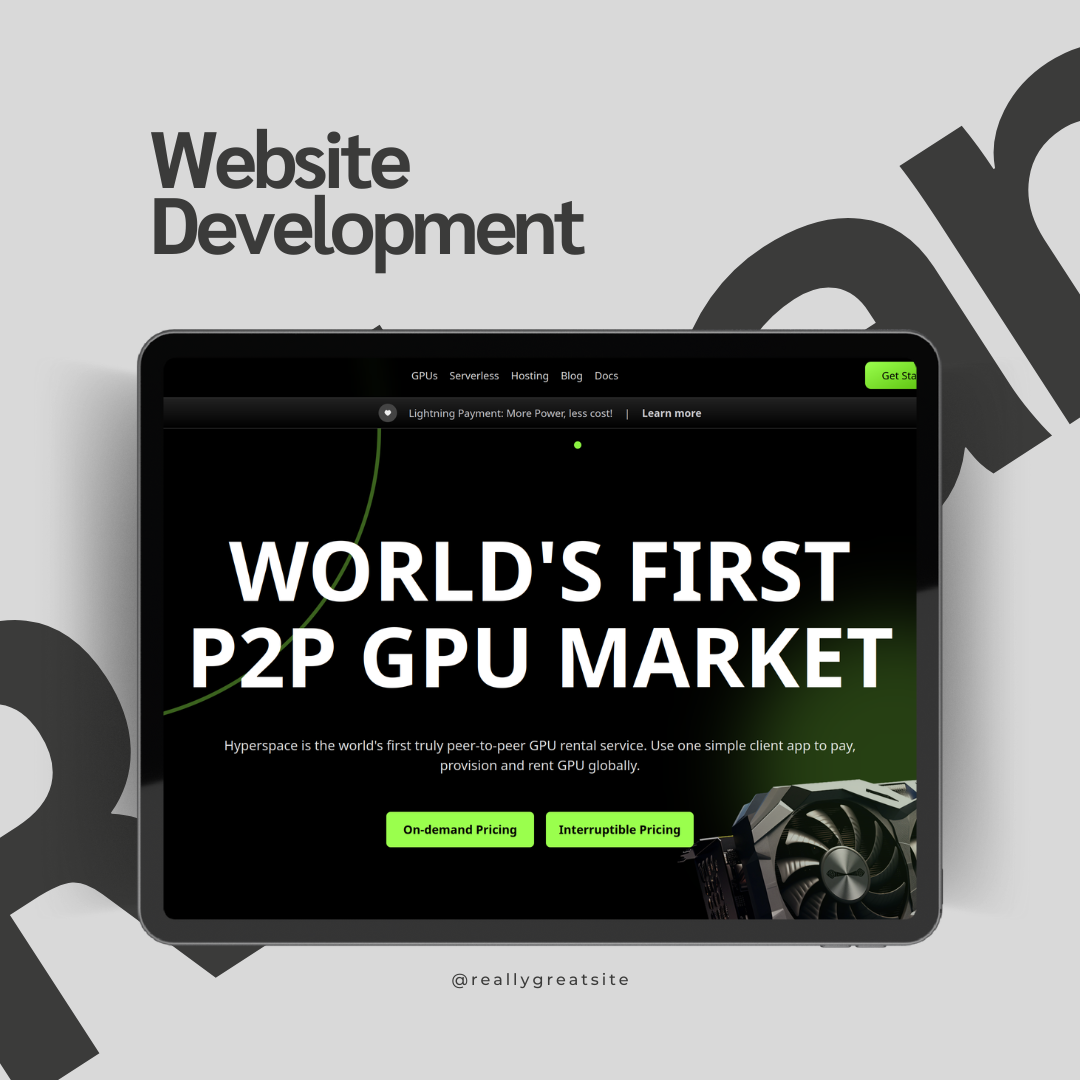 Website
Development
GPUs Serverless Hosting Blog Docs
Get Sta
Lightning Payment: More Power, less cost! | Learn more
WORLD'S FIRST
P2P GPU MARKET
Hyperspace is the world's first truly peer-to-peer GPU rental service. Use one simple client app to pay,
provision and rent GPU globally.
On-demand Pricing Interruptible Pricing
@reallygreatsite